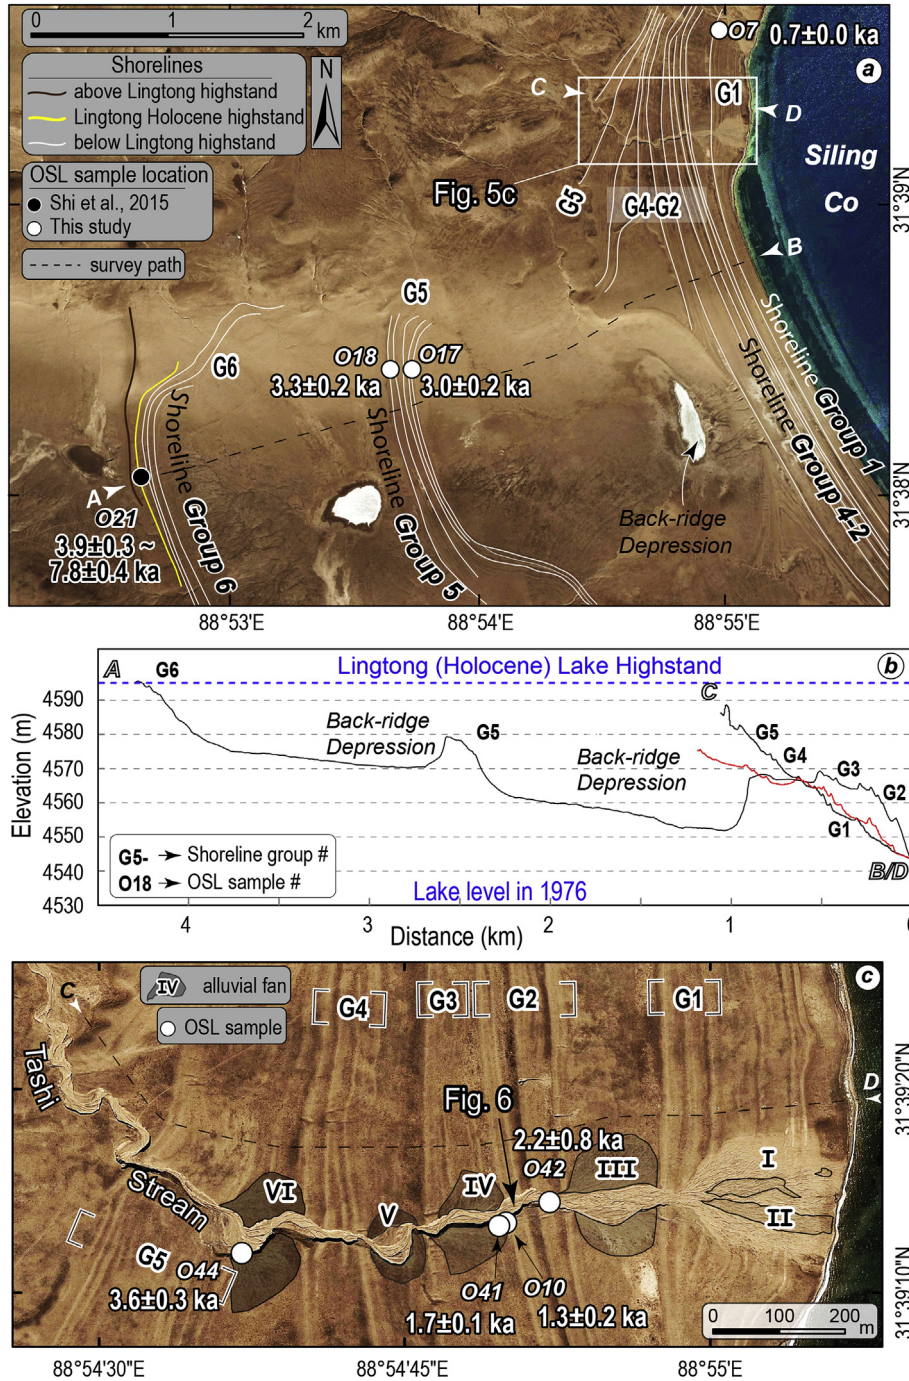 0 1 2 km
Shorelines
above Lingtong highstand
Lingtong Holocene highstand
below Lingtong highstand
N
OSL sample location
Shi et al., 2015
This study
survey path
O7 0.7±0.0 ka
a
C
G1
D
Siling
Co
Fig. 5c
G5
G4-G2
31°39'N
B
G5
G6
O18
3.3±0.2 ka
O17
3.0±0.2 ka
Shoreline Group 1
Shoreline Group 4-2
Shoreline Group 5
Shoreline Group 6
A
O21
3.9±0.3 ~
7.8±0.4 ka
Back-ridge
Depression
31°38'N
88°53'E 88°54'E 88°55'E
A
G6
Lingtong (Holocene) Lake Highstand
b
C
4590
4580
4570
4560
4550
4540
4530
Elevation (m)
Back-ridge
Depression
G5
Back-ridge
Depression
G5
G4
G3
G2
G1
B/D
G5- Shoreline group #
O18 OSL sample #
Lake level in 1976
4 3 2 1
Distance (km)
c
IV alluvial fan
OSL sample
C
G4
G3
G2
G1
Tashi
Stream
Fig. 6
2.2±0.8 ka
O42
31°39'20"N
D
VI
V
IV
III
I
II
G5
O44
3.6±0.3 ka
O41
1.7±0.1 ka
O10
1.3±0.2 ka
31°39'10"N
0 100 200
m
88°54'30"E 88°54'45"E 88°55'E